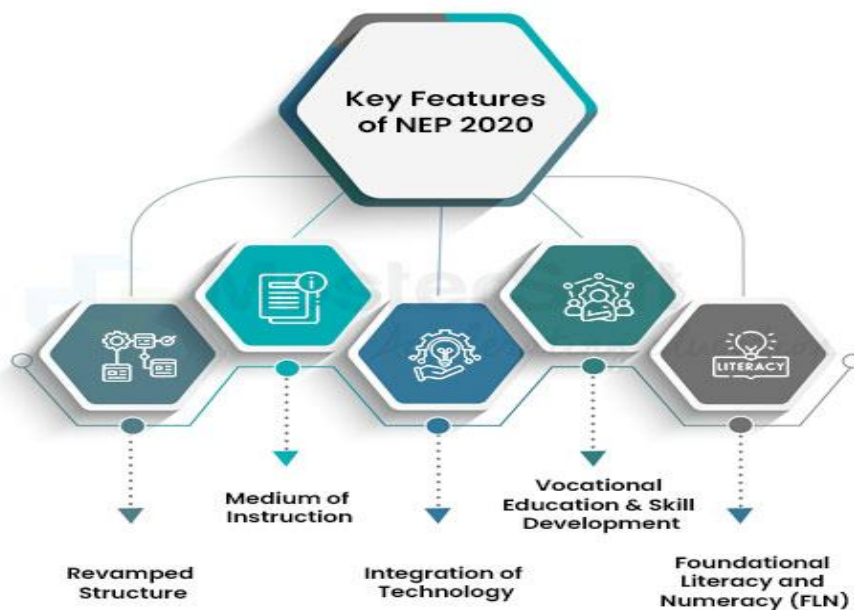 Key Features
of NEP 2020
LITERACY
Medium of
Instruction
Vocational
Education & Skill
Development
Revamped
Structure
Integration of
Technology
Foundational
Literacy and
Numeracy (FLN)